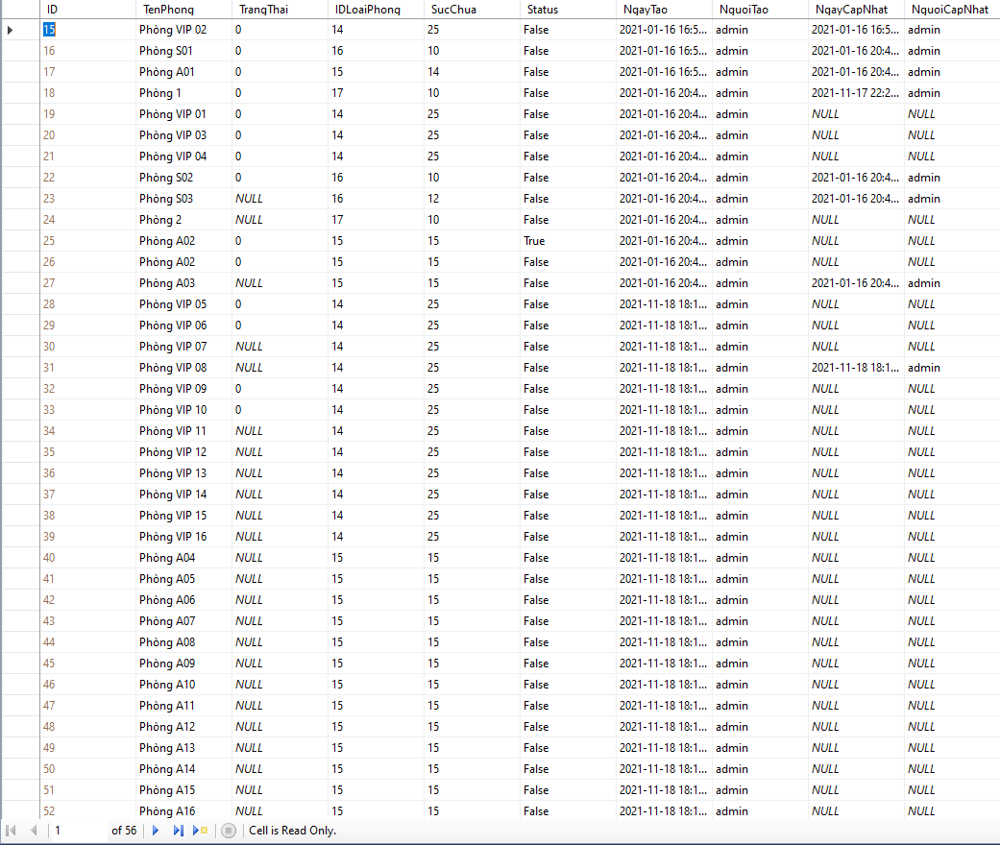 ID TenPhong TrangThai IDLoaiPhong SucChua Status NgayTao NguoiTao NgayCapNhat NguoiCapNhat
15 Phòng VIP 02 0 14 25 False 2021-01-16 16:5... admin 2021-01-16 16:5... admin
16 Phòng S01 0 16 10 False 2021-01-16 16:5... admin 2021-01-16 20:4... admin
17 Phòng A01 0 15 14 False 2021-01-16 16:5... admin 2021-01-16 20:4... admin
18 Phòng 1 0 17 10 False 2021-01-16 20:4... admin 2021-11-17 22:2... admin
19 Phòng VIP 01 0 14 25 False 2021-01-16 20:4... admin NULL NULL
20 Phòng VIP 03 0 14 25 False 2021-01-16 20:4... admin NULL NULL
21 Phòng VIP 04 0 14 25 False 2021-01-16 20:4... admin NULL NULL
22 Phòng S02 0 16 10 False 2021-01-16 20:4... admin 2021-01-16 20:4... admin
23 Phòng S03 NULL 16 12 False 2021-01-16 20:4... admin 2021-01-16 20:4... admin
24 Phòng 2 NULL 17 10 False 2021-01-16 20:4... admin NULL NULL
25 Phòng A02 0 15 15 True 2021-01-16 20:4... admin NULL NULL
26 Phòng A02 0 15 15 False 2021-01-16 20:4... admin NULL NULL
27 Phòng A03 NULL 15 15 False 2021-01-16 20:4... admin 2021-01-16 20:4... admin
28 Phòng VIP 05 0 14 25 False 2021-11-18 18:1... admin NULL NULL
29 Phòng VIP 06 0 14 25 False 2021-11-18 18:1... admin NULL NULL
30 Phòng VIP 07 NULL 14 25 False 2021-11-18 18:1... admin NULL NULL
31 Phòng VIP 08 NULL 14 25 False 2021-11-18 18:1... admin 2021-11-18 18:1... admin
32 Phòng VIP 09 0 14 25 False 2021-11-18 18:1... admin NULL NULL
33 Phòng VIP 10 0 14 25 False 2021-11-18 18:1... admin NULL NULL
34 Phòng VIP 11 NULL 14 25 False 2021-11-18 18:1... admin NULL NULL
35 Phòng VIP 12 NULL 14 25 False 2021-11-18 18:1... admin NULL NULL
36 Phòng VIP 13 NULL 14 25 False 2021-11-18 18:1... admin NULL NULL
37 Phòng VIP 14 NULL 14 25 False 2021-11-18 18:1... admin NULL NULL
38 Phòng VIP 15 NULL 14 25 False 2021-11-18 18:1... admin NULL NULL
39 Phòng VIP 16 NULL 14 25 False 2021-11-18 18:1... admin NULL NULL
40 Phòng A04 NULL 15 15 False 2021-11-18 18:1... admin NULL NULL
41 Phòng A05 NULL 15 15 False 2021-11-18 18:1... admin NULL NULL
42 Phòng A06 NULL 15 15 False 2021-11-18 18:1... admin NULL NULL
43 Phòng A07 NULL 15 15 False 2021-11-18 18:1... admin NULL NULL
44 Phòng A08 NULL 15 15 False 2021-11-18 18:1... admin NULL NULL
45 Phòng A09 NULL 15 15 False 2021-11-18 18:1... admin NULL NULL
46 Phòng A10 NULL 15 15 False 2021-11-18 18:1... admin NULL NULL
47 Phòng A11 NULL 15 15 False 2021-11-18 18:1... admin NULL NULL
48 Phòng A12 NULL 15 15 False 2021-11-18 18:1... admin NULL NULL
49 Phòng A13 NULL 15 15 False 2021-11-18 18:1... admin NULL NULL
50 Phòng A14 NULL 15 15 False 2021-11-18 18:1... admin NULL NULL
51 Phòng A15 NULL 15 15 False 2021-11-18 18:1... admin NULL NULL
52 Phòng A16 NULL 15 15 False 2021-11-18 18:1... admin NULL NULL
1 of 56 Cell is Read Only.